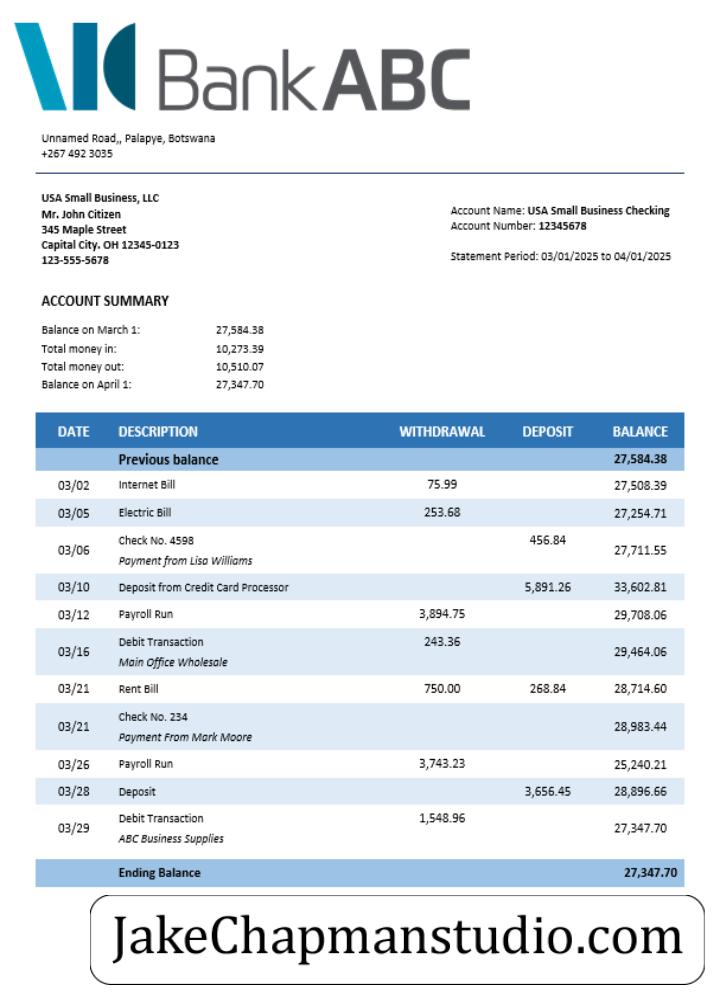 BankABC
Unnamed Road,, Palapye, Botswana
+267 492 3035
USA Small Business, LLC
Mr. John Citizen
345 Maple Street
Capital City. OH 12345-0123
123-555-5678
Account Name: USA Small Business Checking
Account Number: 12345678
Statement Period: 03/01/2025 to 04/01/2025
ACCOUNT SUMMARY
Balance on March 1: 27,584.38
Total money in: 10,273.39
Total money out: 10,510.07
Balance on April 1: 27,347.70
DATE DESCRIPTION WITHDRAWAL DEPOSIT BALANCE
Previous balance 27,584.38
03/02 Internet Bill 75.99 27,508.39
03/05 Electric Bill 253.68 27,254.71
03/06 Check No. 4598 456.84 27,711.55
Payment from Lisa Williams
03/10 Deposit from Credit Card Processor 5,891.26 33,602.81
03/12 Payroll Run 3,894.75 29,708.06
03/16 Debit Transaction 243.36 29,464.06
Main Office Wholesale
03/21 Rent Bill 750.00 268.84 28,714.60
03/21 Check No. 234 28,983.44
Payment From Mark Moore
03/26 Payroll Run 3,743.23 25,240.21
03/28 Deposit 3,656.45 28,896.66
03/29 Debit Transaction 1,548.96 27,347.70
ABC Business Supplies
Ending Balance 27,347.70
JakeChapmanstudio.com